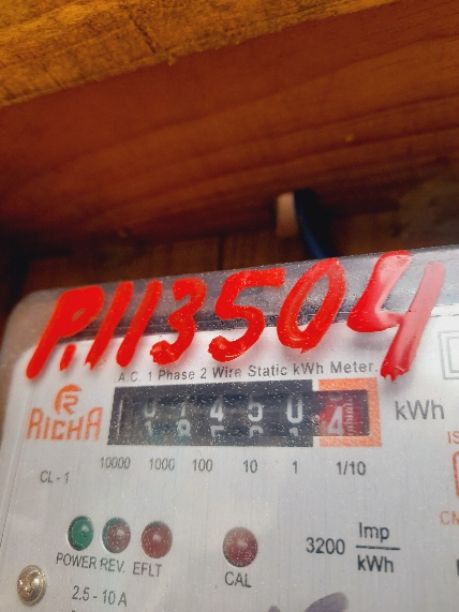 P.113504
A.C. 1 Phase 2 Wire Static kWh Meter.
RICHA
kWh
10000 1000 100 10 1 1/10
CL - 1
3200 Imp/kWh
POWER REV. EFLT
CAL
2.5 - 10 A